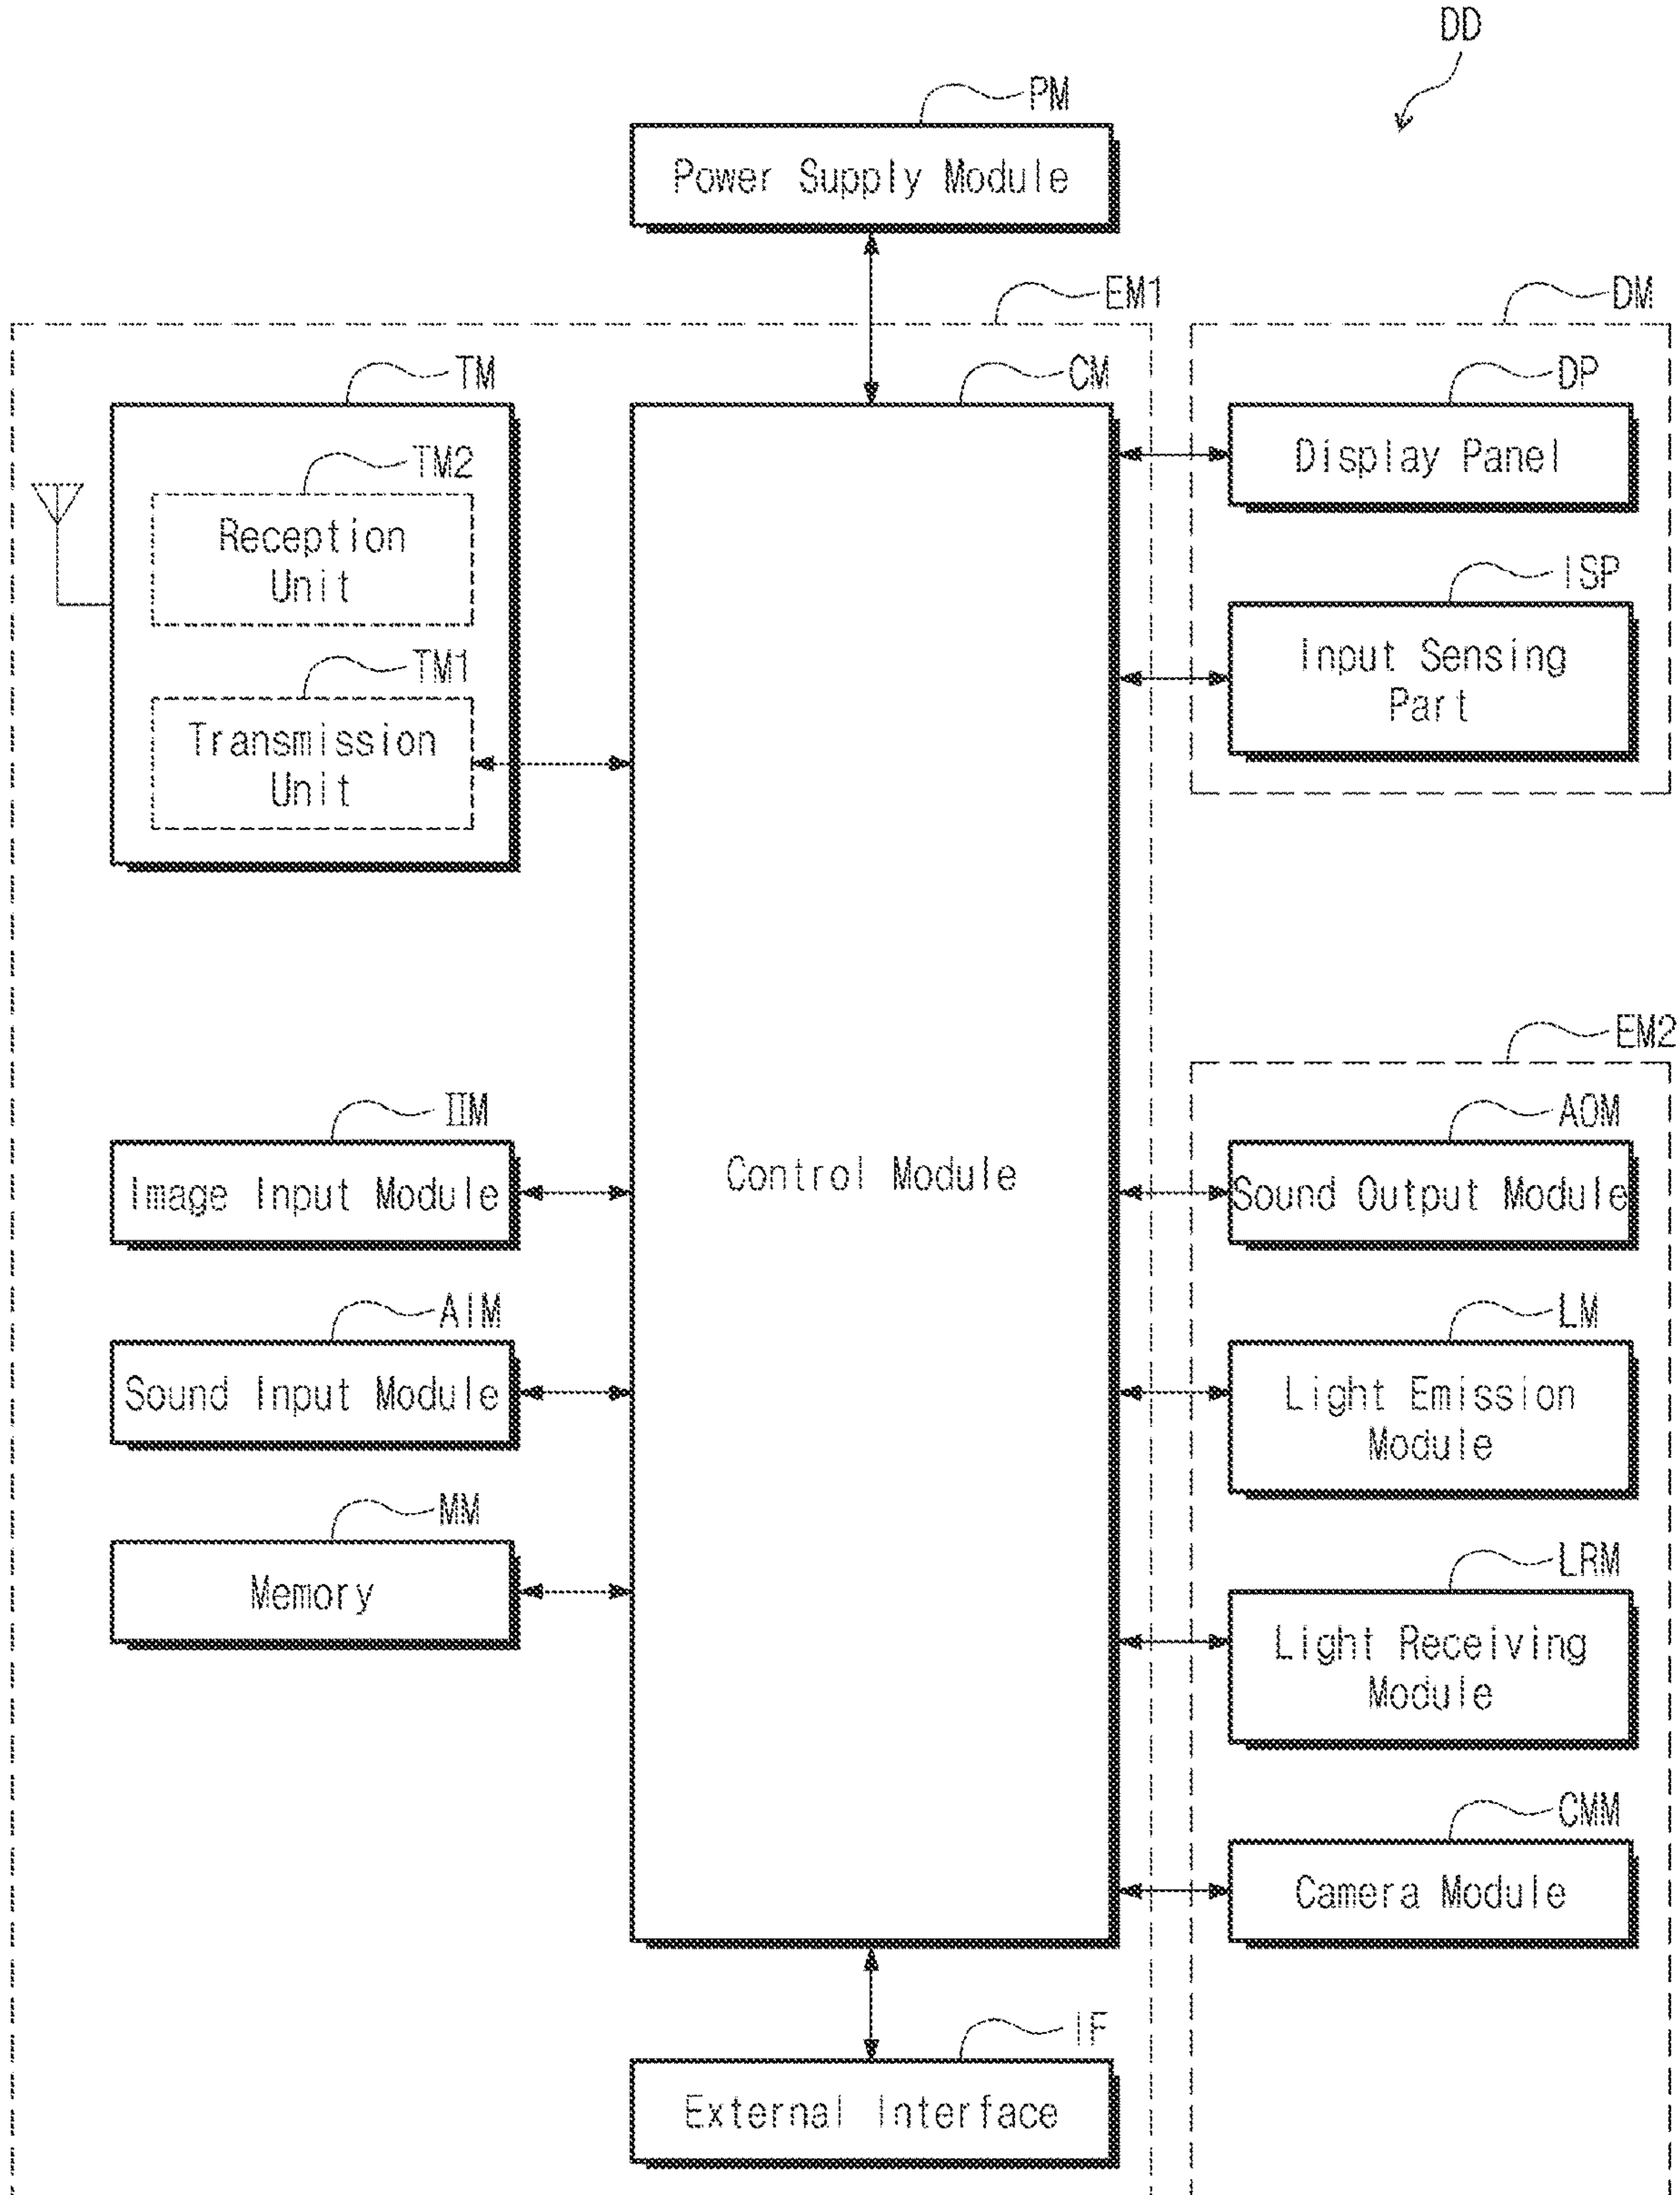 DD
PM
Power Supply Module
EM1
DM
TM
CM
DP
Display Panel
TM2
Reception
Unit
ISP
Input Sensing
Part
TM1
Transmission
Unit
EM2
IIM
Image Input Module
Control Module
AOM
Sound Output Module
AIM
Sound Input Module
LM
Light Emission
Module
MM
Memory
LRM
Light Receiving
Module
CMM
Camera Module
IF
External Interface